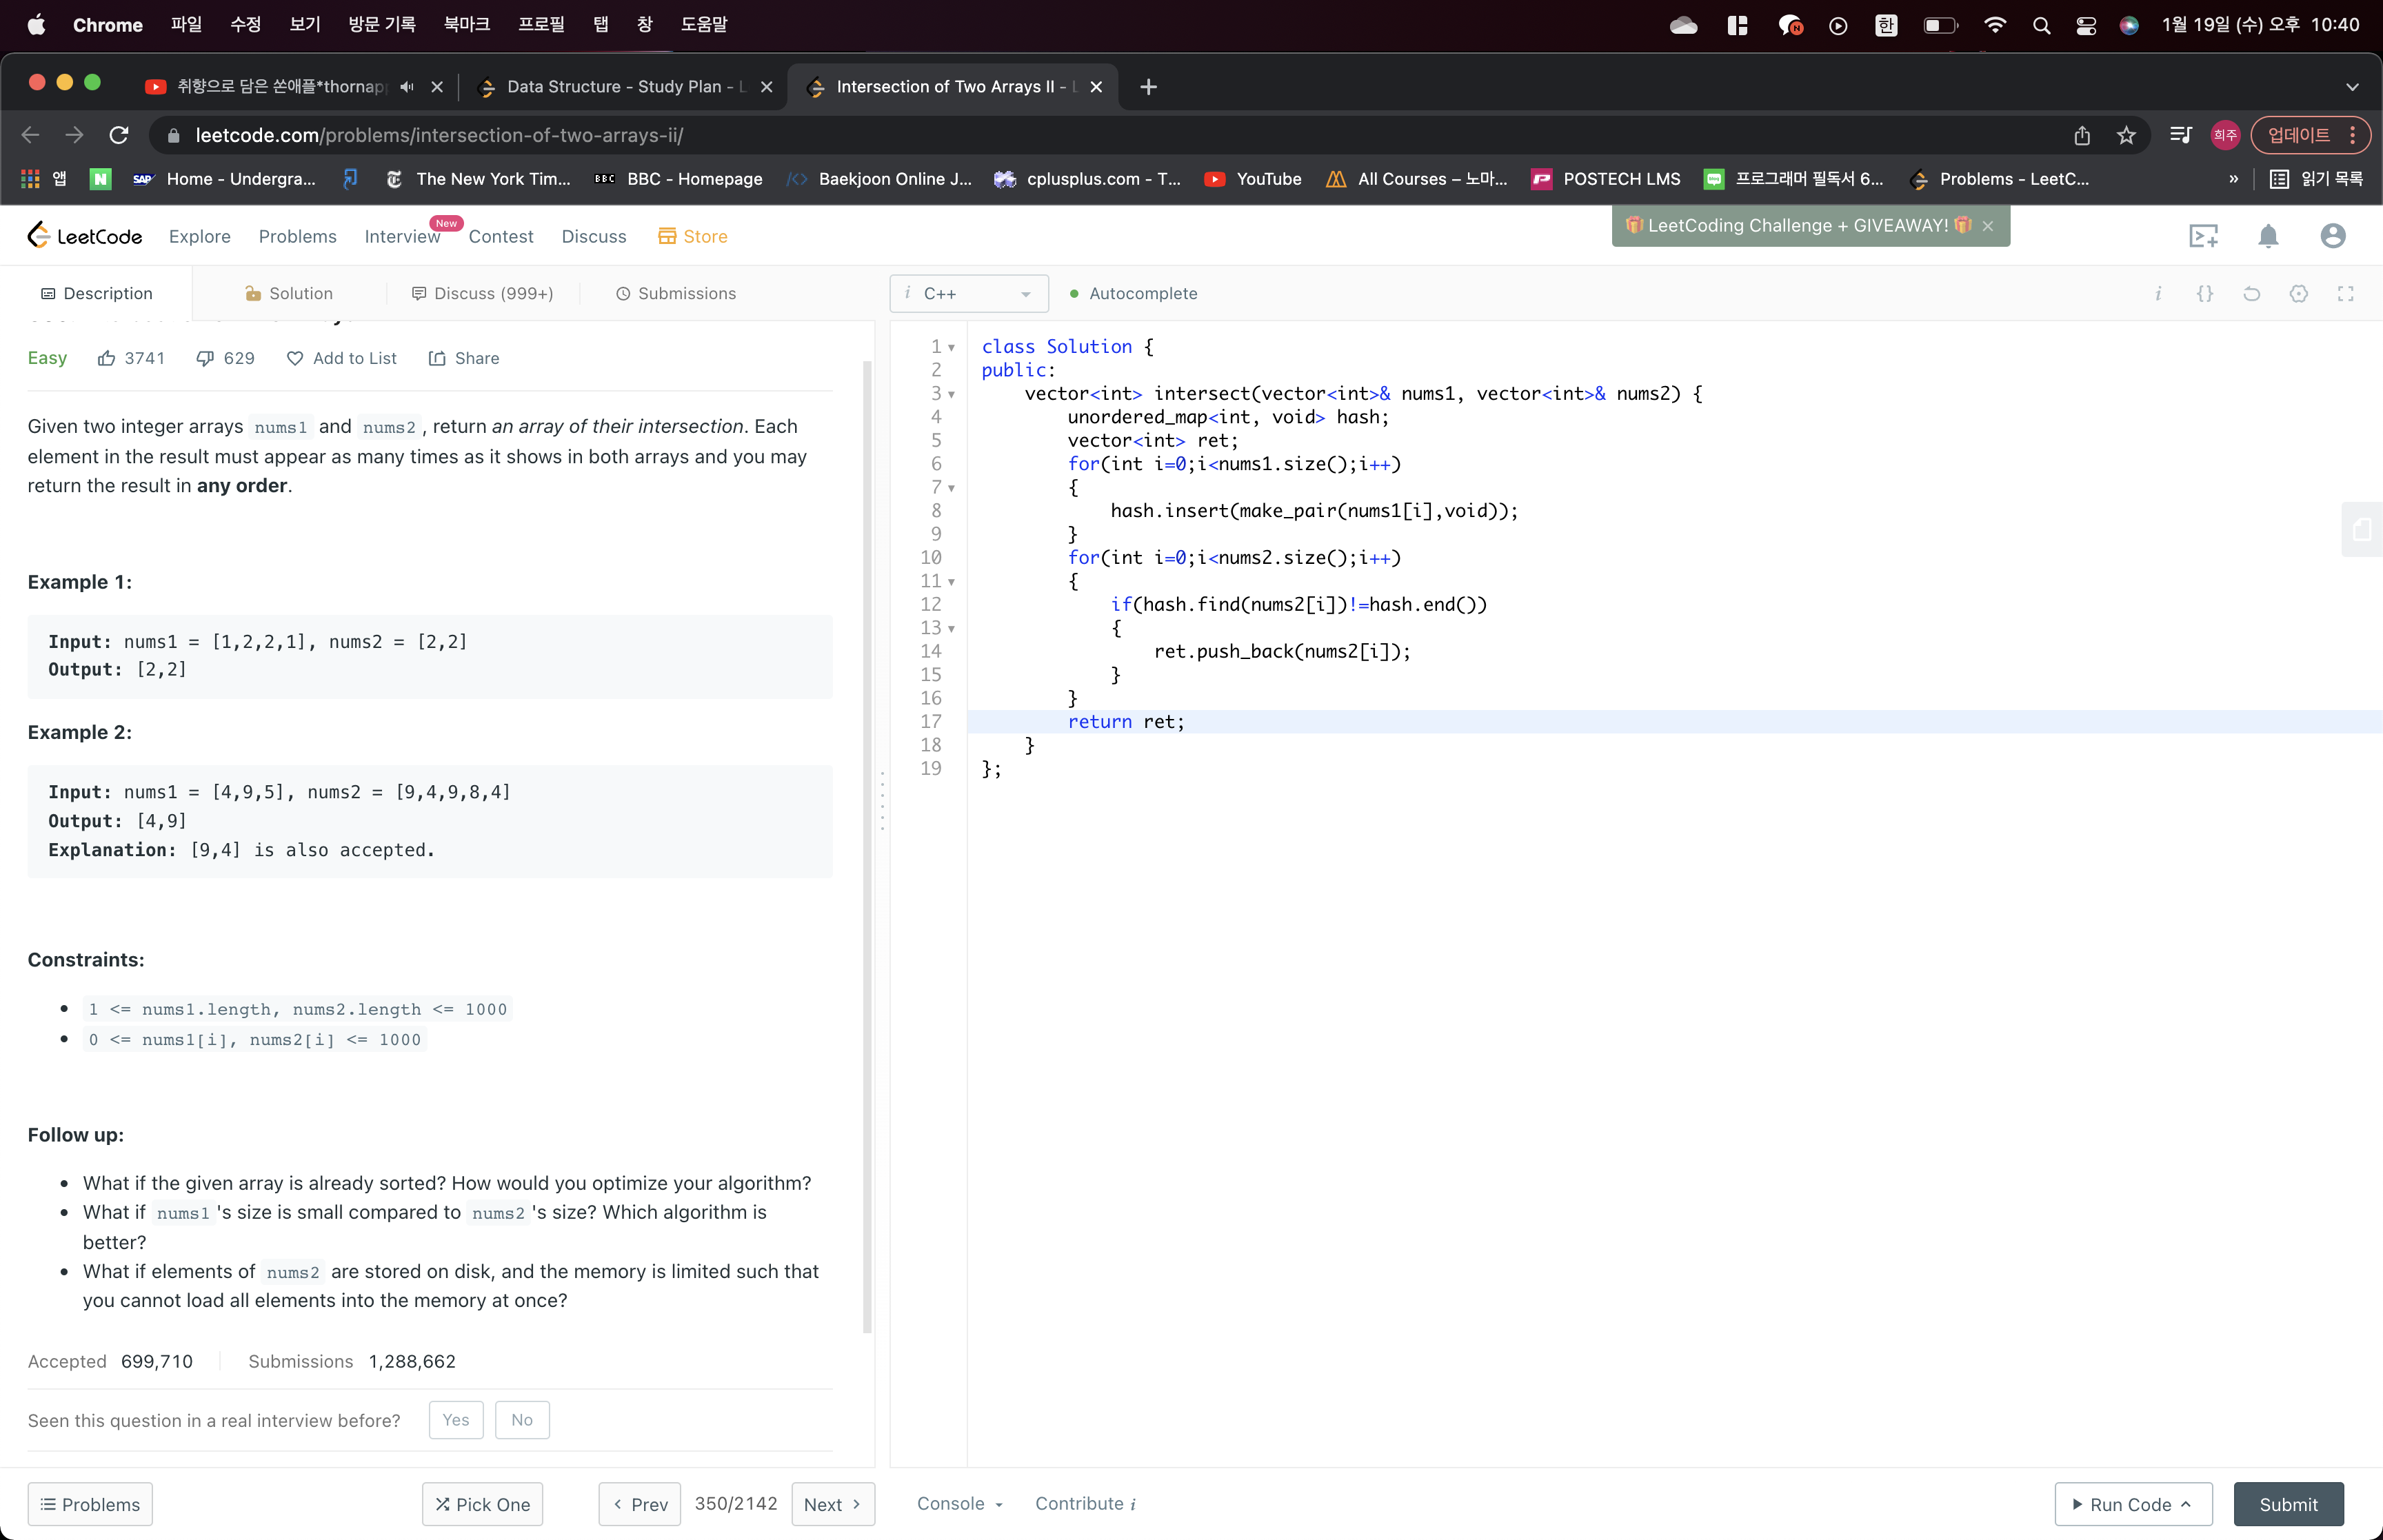 Chrome 파일 수정 보기 방문 기록 북마크 프로필 탭 창 도움말 한 1월 19일 (수) 오후 10:40
취향으로 담은 쏜애플*thornapp Data Structure - Study Plan - L Intersection of Two Arrays II - L
leetcode.com/problems/intersection-of-two-arrays-ii/ 희주 업데이트
앱 N SAP Home - Undergra... The New York Tim... BBC BBC - Homepage Baekjoon Online J... cplusplus.com - T... YouTube All Courses – 노마... POSTECH LMS 프로그래머 필독서 6... Problems - LeetC... » 읽기 목록
LeetCode Explore Problems Interview New Contest Discuss Store LeetCoding Challenge + GIVEAWAY!
Description Solution Discuss (999+) Submissions i C++ Autocomplete i {}
Easy 3741 629 Add to List Share
Given two integer arrays nums1 and nums2, return an array of their intersection. Each
element in the result must appear as many times as it shows in both arrays and you may
return the result in any order.
Example 1:
Input: nums1 = [1,2,2,1], nums2 = [2,2]
Output: [2,2]
Example 2:
Input: nums1 = [4,9,5], nums2 = [9,4,9,8,4]
Output: [4,9]
Explanation: [9,4] is also accepted.
Constraints:
• 1 <= nums1.length, nums2.length <= 1000
• 0 <= nums1[i], nums2[i] <= 1000
Follow up:
• What if the given array is already sorted? How would you optimize your algorithm?
• What if nums1's size is small compared to nums2's size? Which algorithm is
better?
• What if elements of nums2 are stored on disk, and the memory is limited such that
you cannot load all elements into the memory at once?
Accepted 699,710 Submissions 1,288,662
Seen this question in a real interview before? Yes No
1 class Solution {
2 public:
3     vector<int> intersect(vector<int>& nums1, vector<int>& nums2) {
4         unordered_map<int, void> hash;
5         vector<int> ret;
6         for(int i=0;i<nums1.size();i++)
7         {
8             hash.insert(make_pair(nums1[i],void));
9         }
10         for(int i=0;i<nums2.size();i++)
11         {
12             if(hash.find(nums2[i])!=hash.end())
13             {
14                 ret.push_back(nums2[i]);
15             }
16         }
17         return ret;
18     }
19 };
Problems Pick One Prev 350/2142 Next Console Contribute i Run Code Submit